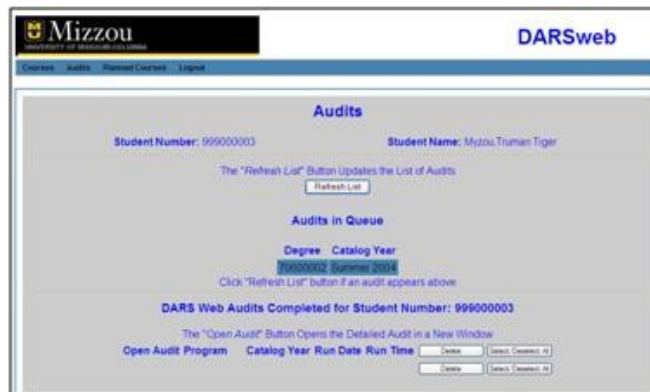 Mizzou
UNIVERSITY OF MISSOURI-COLUMBIA
DARSweb
Courses Audits Planned Courses Logout
Audits
Student Number: 999000003 Student Name: Myzou,Truman Tiger
The "Refresh List" Button Updates the List of Audits
Refresh List
Audits in Queue
Degree Catalog Year
70600002 Summer 2004
Click "Refresh List" button if an audit appears above
DARS Web Audits Completed for Student Number: 999000003
The "Open Audit" Button Opens the Detailed Audit in a New Window
Open Audit Program Catalog Year Run Date Run Time Delete Select Deselect All
Delete Select Deselect All